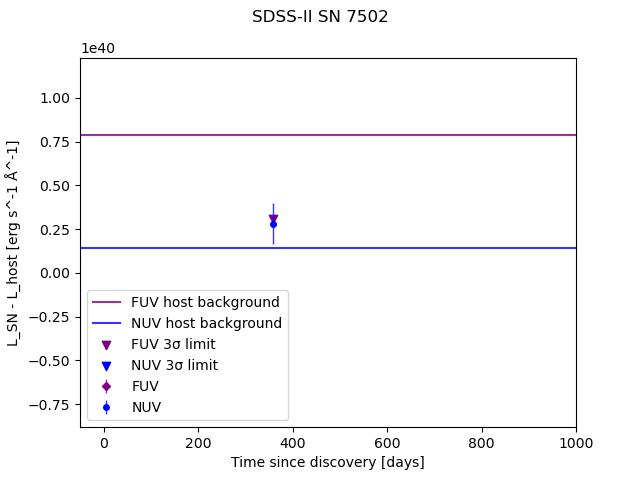 SDSS-II SN 7502
1e40
L_SN - L_host [erg s^-1 Å^-1]
1.00
0.75
0.50
0.25
0.00
−0.25
−0.50
−0.75
FUV host background
NUV host background
FUV 3σ limit
NUV 3σ limit
FUV
NUV
0 200 400 600 800 1000
Time since discovery [days]